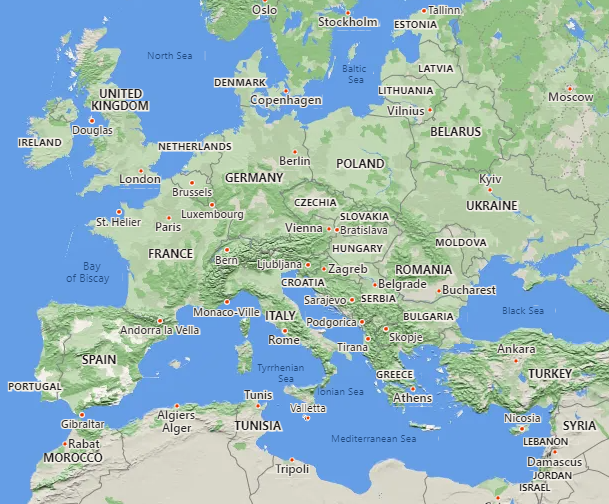 Oslo
Stockholm
Tallinn
ESTONIA
North Sea
Baltic
Sea
LATVIA
DENMARK
Copenhagen
LITHUANIA
Vilnius
Moscow
UNITED
KINGDOM
Douglas
IRELAND
BELARUS
NETHERLANDS
Berlin
POLAND
London
GERMANY
Brussels
Kyiv
UKRAINE
CZECHIA
Luxembourg
St. Hélier
Paris
SLOVAKIA
Vienna
Bratislava
MOLDOVA
HUNGARY
FRANCE
Bern
Ljubljana
Zagreb
ROMANIA
Bay
of Biscay
CROATIA
Belgrade
Bucharest
Sarajevo
SERBIA
Monaco-Ville
ITALY
Black Sea
Andorra la Vella
Rome
Podgorica
BULGARIA
Skopje
Tirana
Ankara
SPAIN
Tyrrhenian
Sea
GREECE
TURKEY
PORTUGAL
Ionian Sea
Athens
Tunis
Valletta
Gibraltar
Algiers
Alger
TUNISIA
Nicosia
SYRIA
Rabat
MOROCCO
Mediterranean Sea
LEBANON
Damascus
Tripoli
JORDAN
ISRAEL